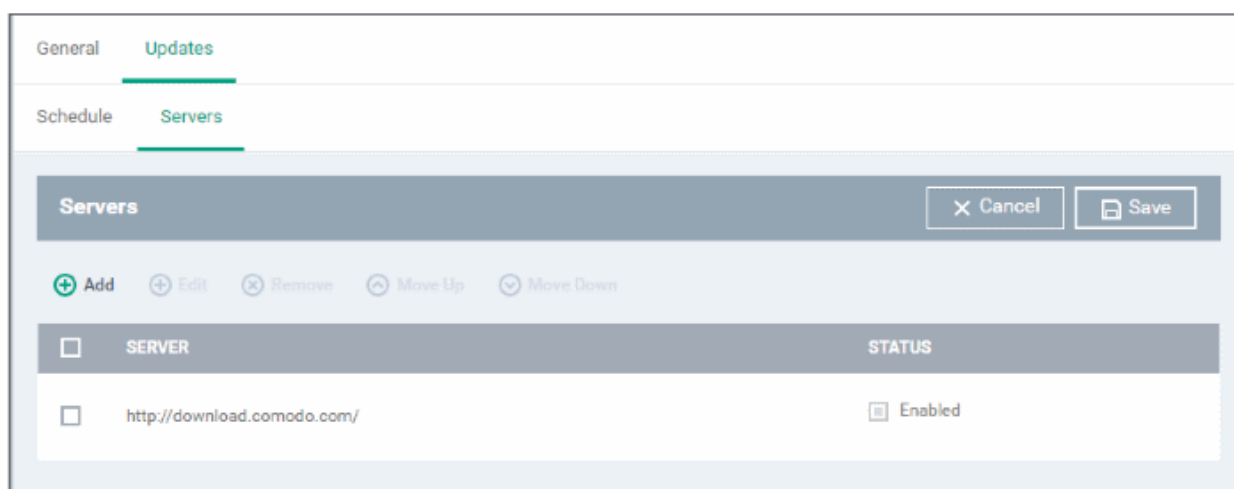 General Updates
Schedule Servers
Servers Cancel Save
Add Edit Remove Move Up Move Down
SERVER STATUS
http://download.comodo.com/ Enabled